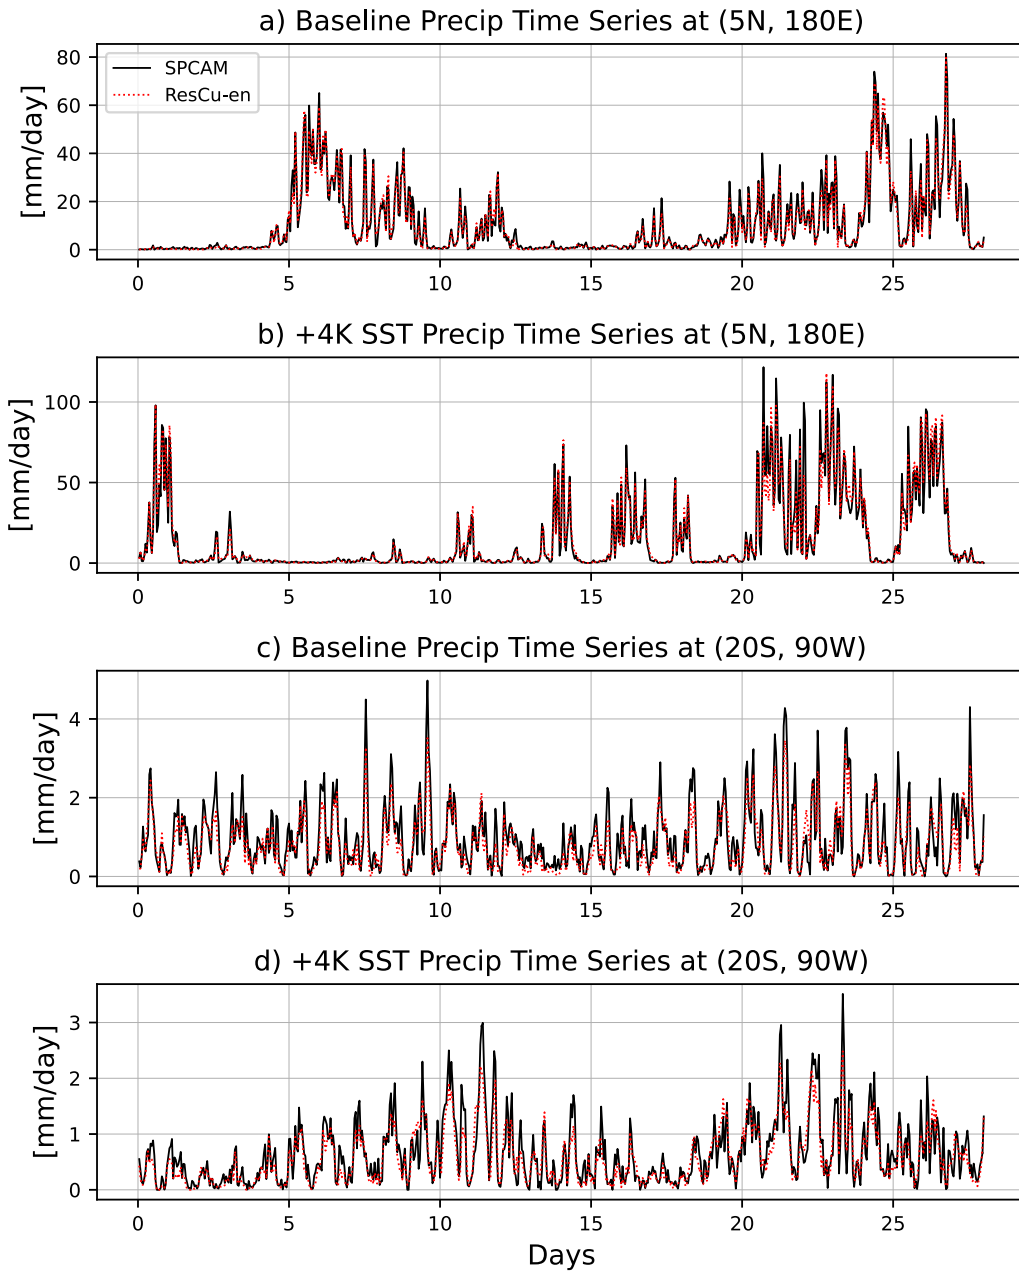 a) Baseline Precip Time Series at (5N, 180E)
[mm/day]
80
60
40
20
0
SPCAM
ResCu-en
0 5 10 15 20 25
b) +4K SST Precip Time Series at (5N, 180E)
[mm/day]
100
50
0
0 5 10 15 20 25
c) Baseline Precip Time Series at (20S, 90W)
[mm/day]
4
2
0
0 5 10 15 20 25
d) +4K SST Precip Time Series at (20S, 90W)
[mm/day]
3
2
1
0
0 5 10 15 20 25
Days